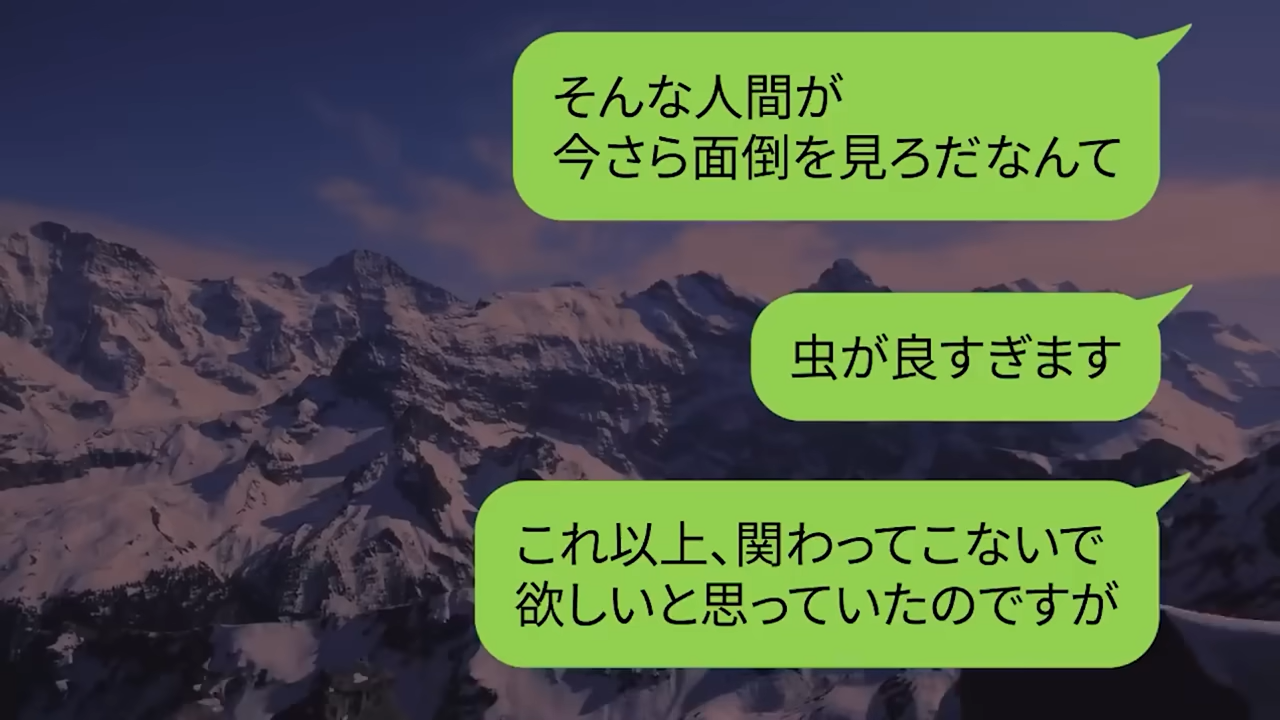 そんな人間が
今さら面倒を見ろだなんて
虫が良すぎます
これ以上、関わってこないで
欲しいと思っていたのですが